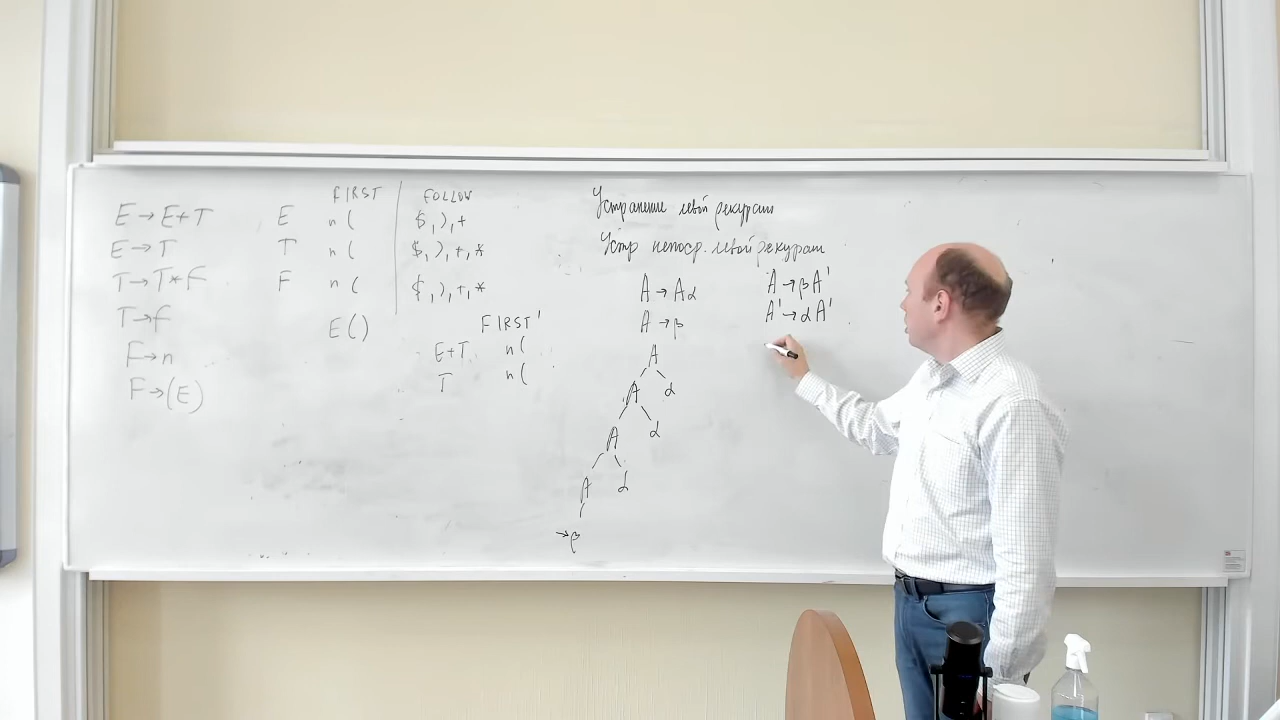 E → E+T
E → T
T → T*F
T → F
F → n
F → (E)
FIRST FOLLOW
E n ( $, ), +
T n ( $, ), +, *
F n ( $, ), +, *
E ( )
FIRST'
E+T n (
T n (
Устранение левой рекурсии
Устр непоср. левой рекурсии
A → Aα
A → β
A → βA'
A' → αA'
A
A α
A α
A α
→ β